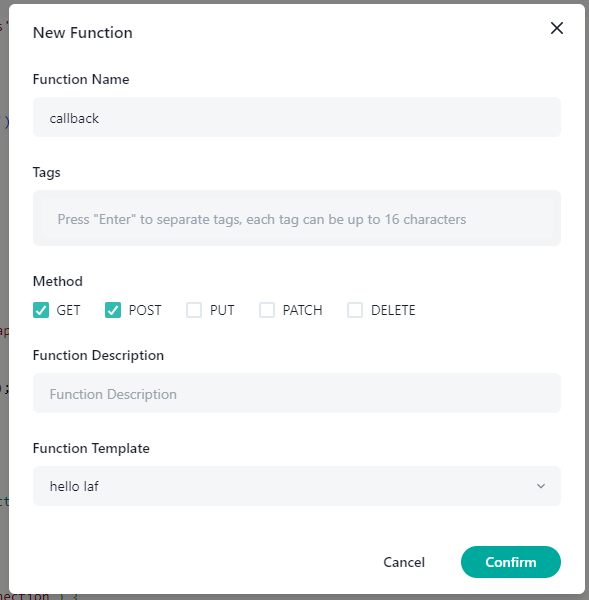 New Function
Function Name
callback
Tags
Press "Enter" to separate tags, each tag can be up to 16 characters
Method
GET POST PUT PATCH DELETE
Function Description
Function Description
Function Template
hello laf
Cancel Confirm